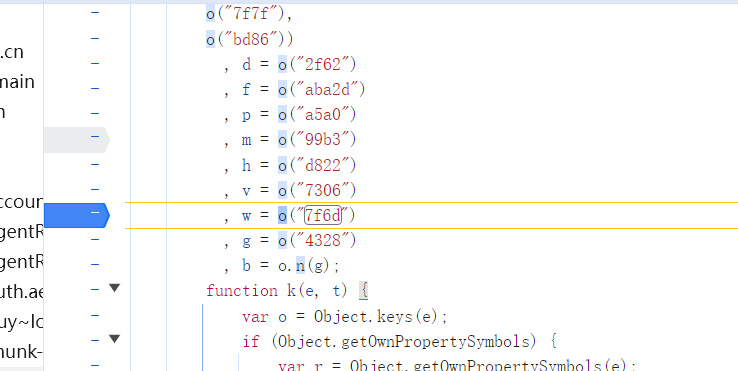 o("7f7f"),
o("bd86"))
, d = o("2f62")
.cn
, f = o("aba2d")
main
, p = o("a5a0")
n
, m = o("99b3")
, h = o("d822")
, v = o("7306")
ccoun
, w = o("7f6d")
gentR
, g = o("4328")
gentR
, b = o.n(g);
uth.ae
function k(e, t) {
uy~lc
var o = Object.keys(e);
hunk-
if (Object.getOwnPropertySymbols) {
var r = Object.getOwnPropertySymbols(e);